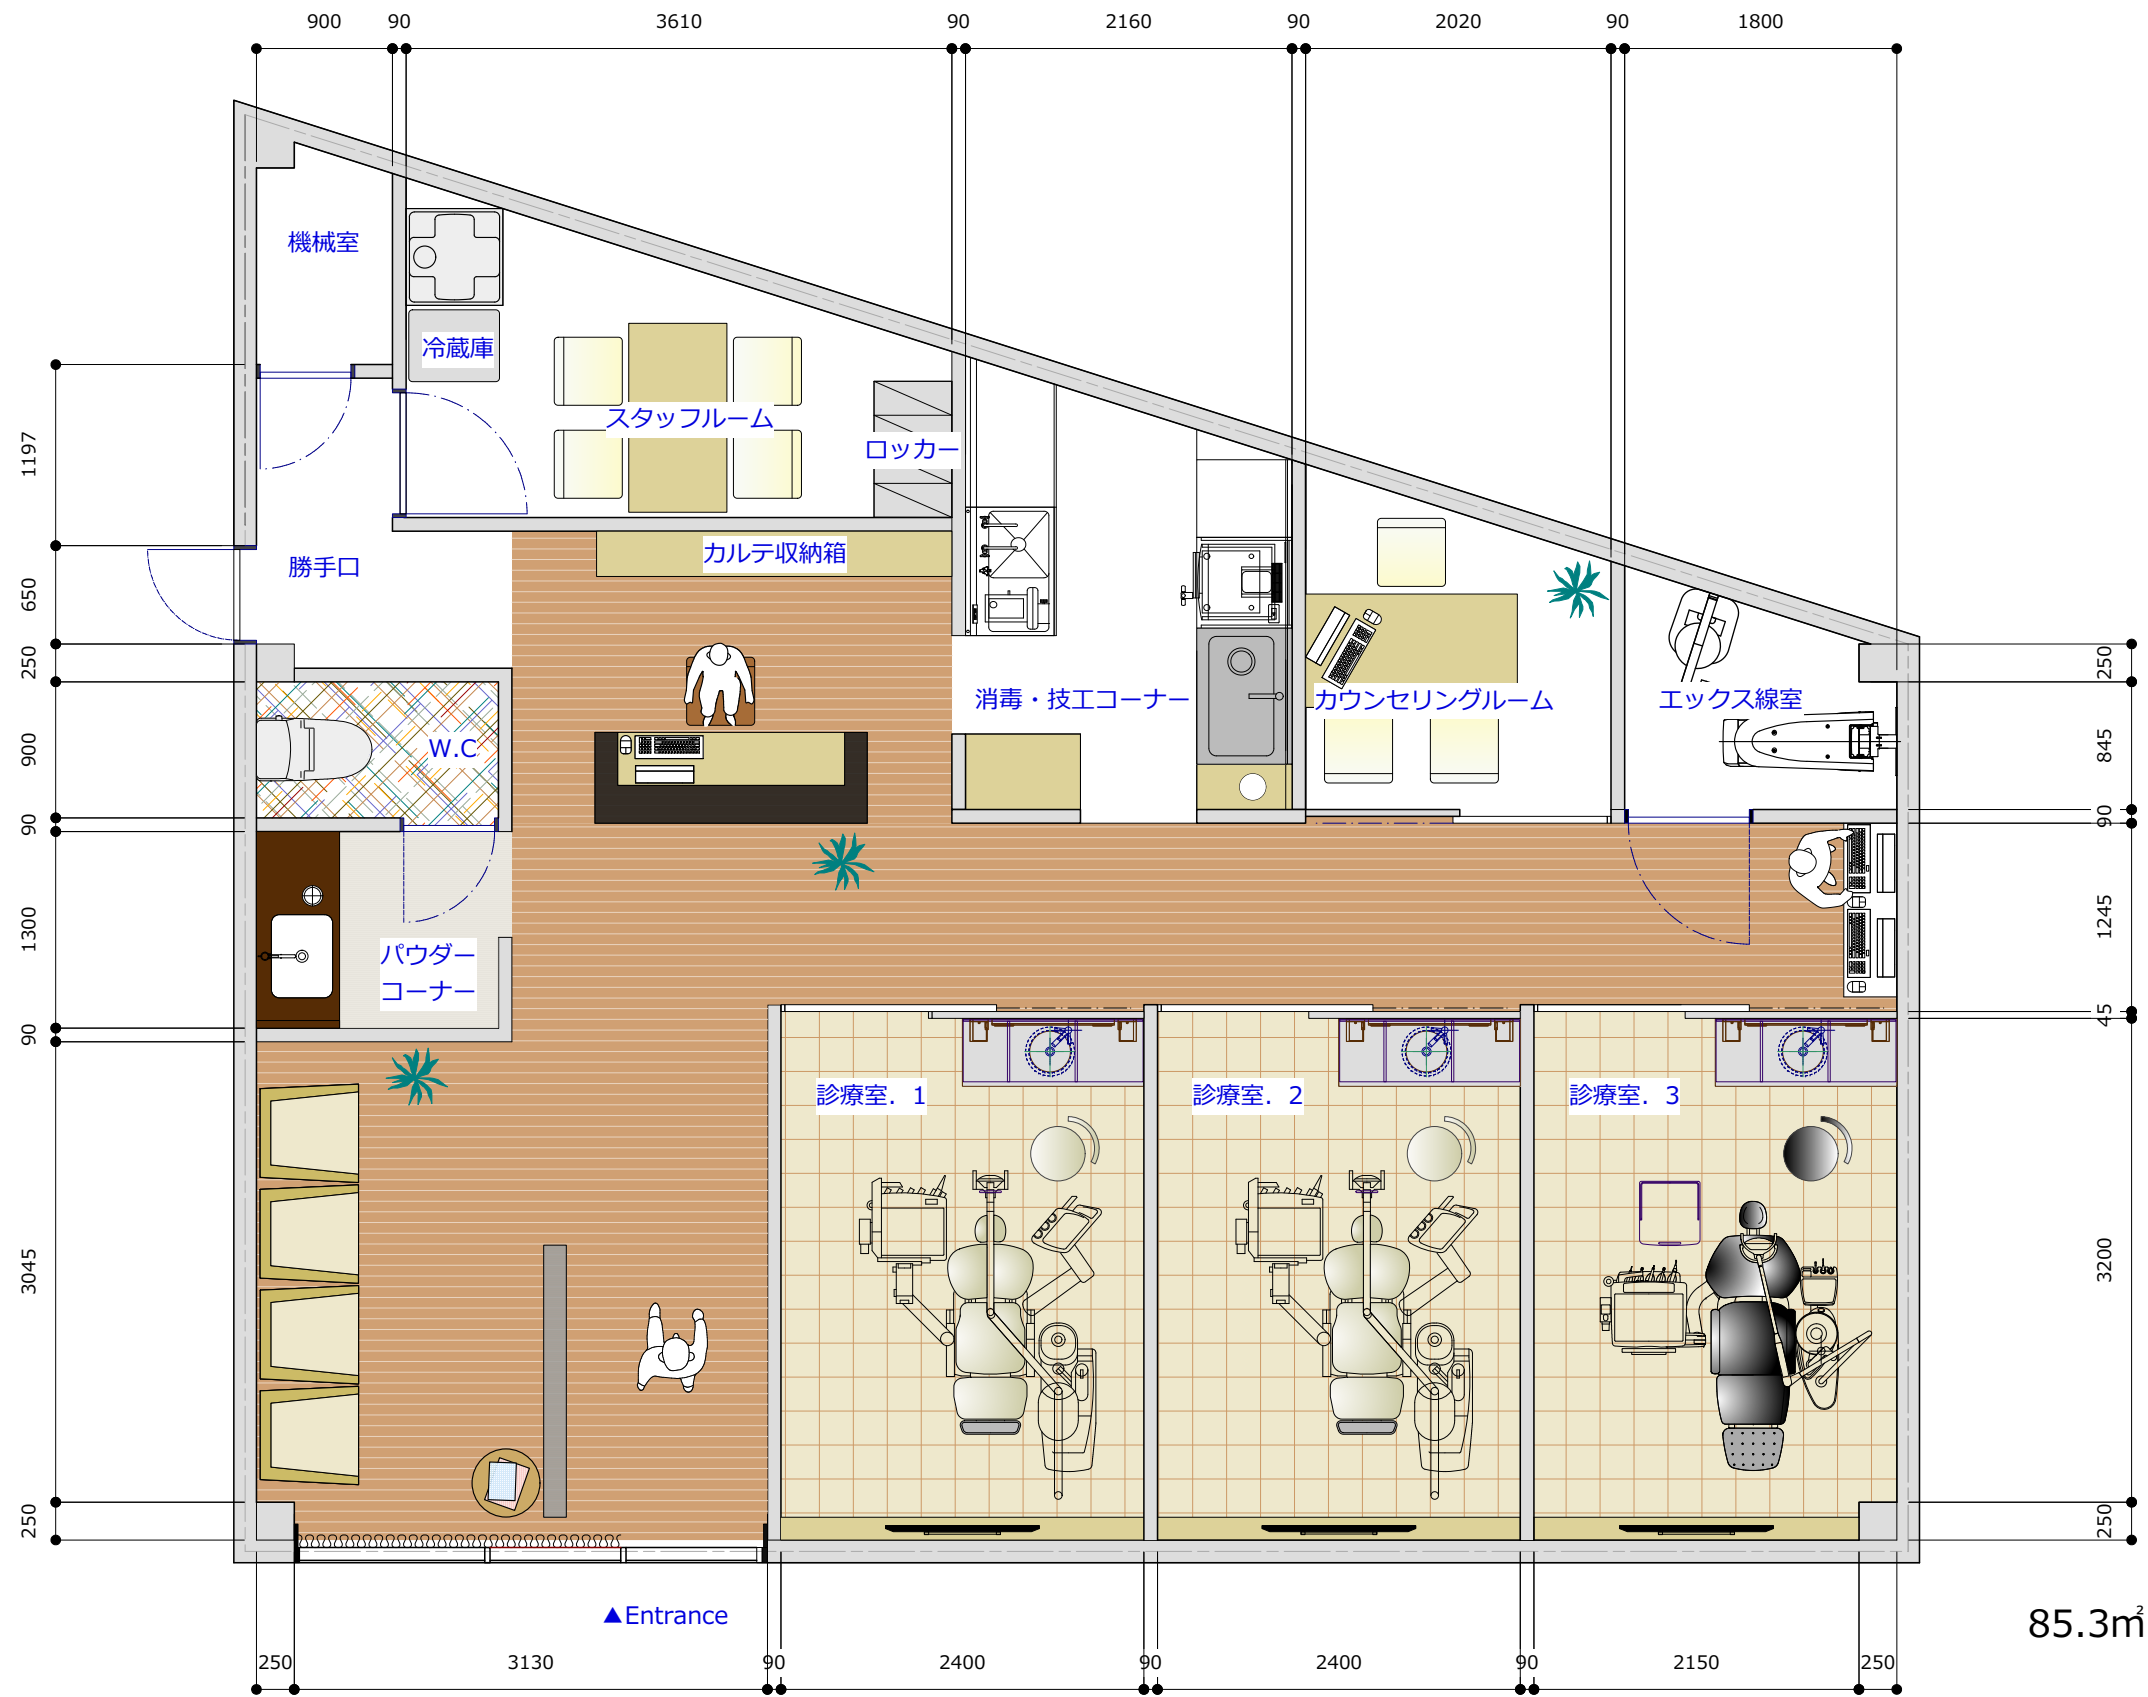 900 90 3610 90 2160 90 2020 90 1800
機械室
冷蔵庫
スタッフルーム
ロッカー
1197
カルテ収納箱
勝手口
650
250
250
消毒・技工コーナー
カウンセリングルーム
エックス線室
W.C
900
845
90
90
1300
1245
パウダー
コーナー
90
45
診療室．1
診療室．2
診療室．3
3045
3200
250
250
▲Entrance
85.3㎡
250 3130 90 2400 90 2400 90 2150 250